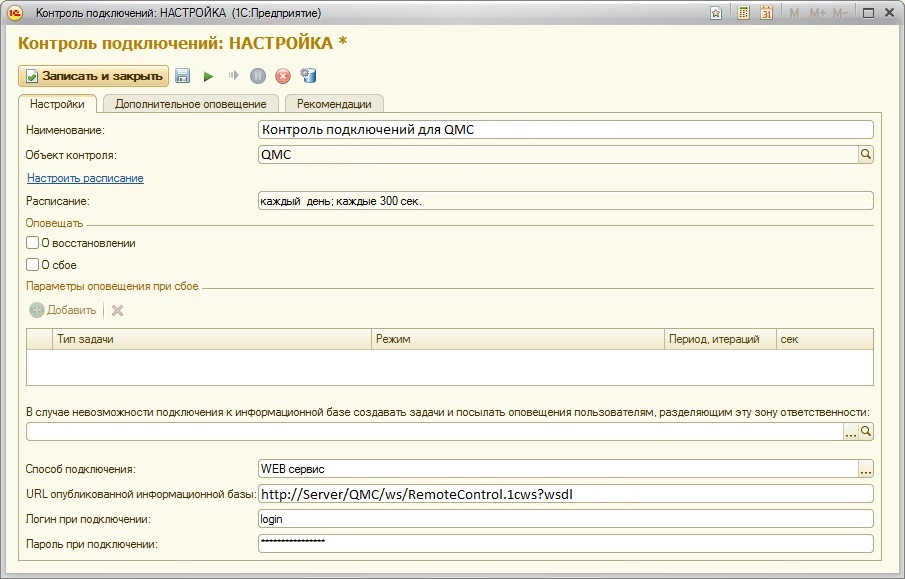 Контроль подключений: НАСТРОЙКА (1С:Предприятие)
31 M M+ M-
Контроль подключений: НАСТРОЙКА *
Записать и закрыть
Настройки Дополнительное оповещение Рекомендации
Наименование: Контроль подключений для QMC
Объект контроля: QMC
Настроить расписание
Расписание: каждый день; каждые 300 сек.
Оповещать
О восстановлении
О сбое
Параметры оповещения при сбое
Добавить
Тип задачи Режим Период, итераций сек
В случае невозможности подключения к информационной базе создавать задачи и посылать оповещения пользователям, разделяющим эту зону ответственности:
...
Способ подключения: WEB сервис ...
URL опубликованной информационной базы: http://Server/QMC/ws/RemoteControl.1cws?wsdl
Логин при подключении: login
Пароль при подключении: ****************